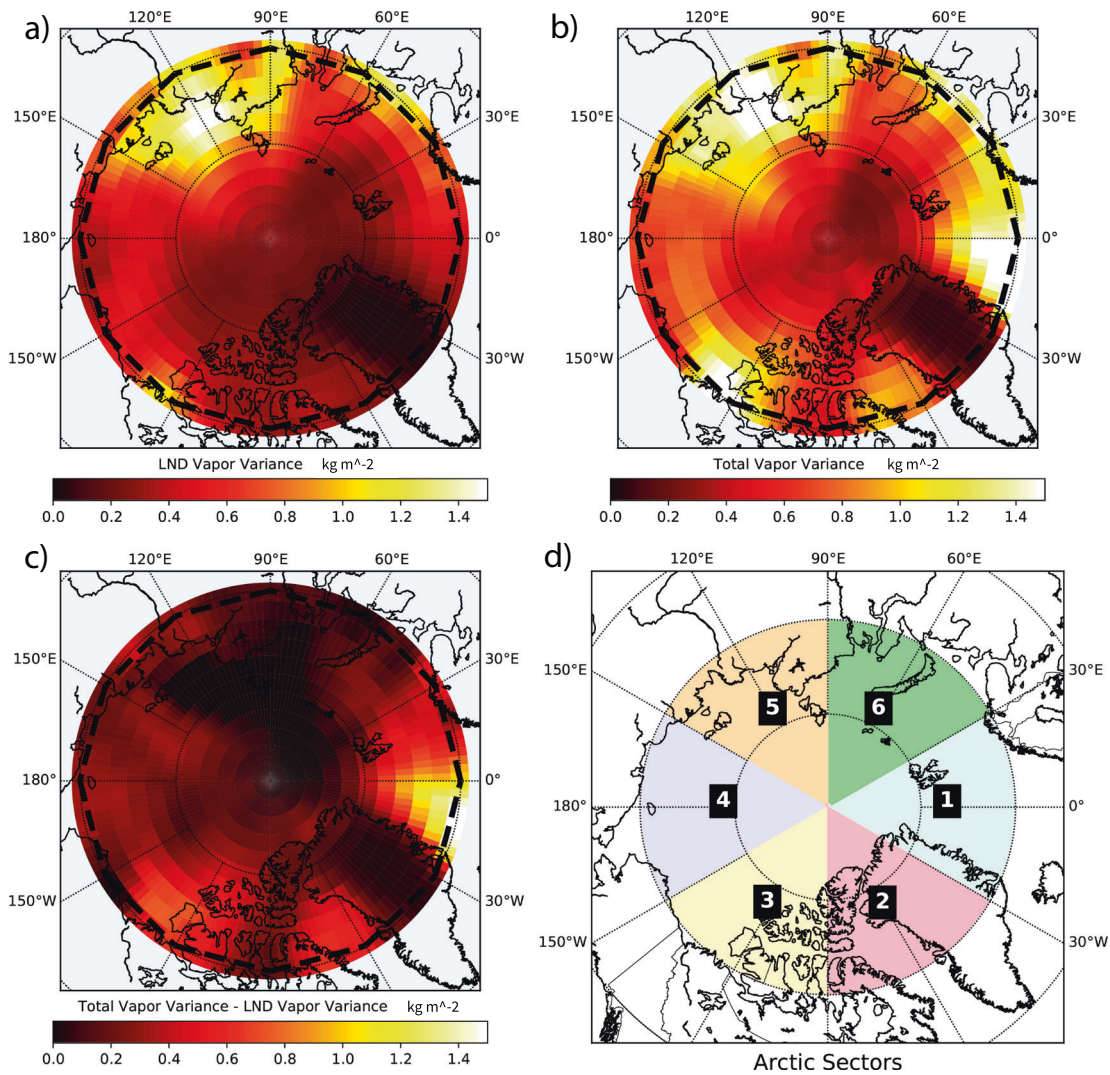 a)
120°E 90°E 60°E
150°E 30°E
180° 0°
150°W 30°W
LND Vapor Variance kg m^-2
0.0 0.2 0.4 0.6 0.8 1.0 1.2 1.4
b)
120°E 90°E 60°E
150°E 30°E
180° 0°
150°W 30°W
Total Vapor Variance kg m^-2
0.0 0.2 0.4 0.6 0.8 1.0 1.2 1.4
c)
120°E 90°E 60°E
150°E 30°E
180° 0°
150°W 30°W
Total Vapor Variance - LND Vapor Variance kg m^-2
0.0 0.2 0.4 0.6 0.8 1.0 1.2 1.4
d)
120°E 90°E 60°E
150°E 30°E
5 6
4 1
180° 0°
3 2
150°W 30°W
Arctic Sectors